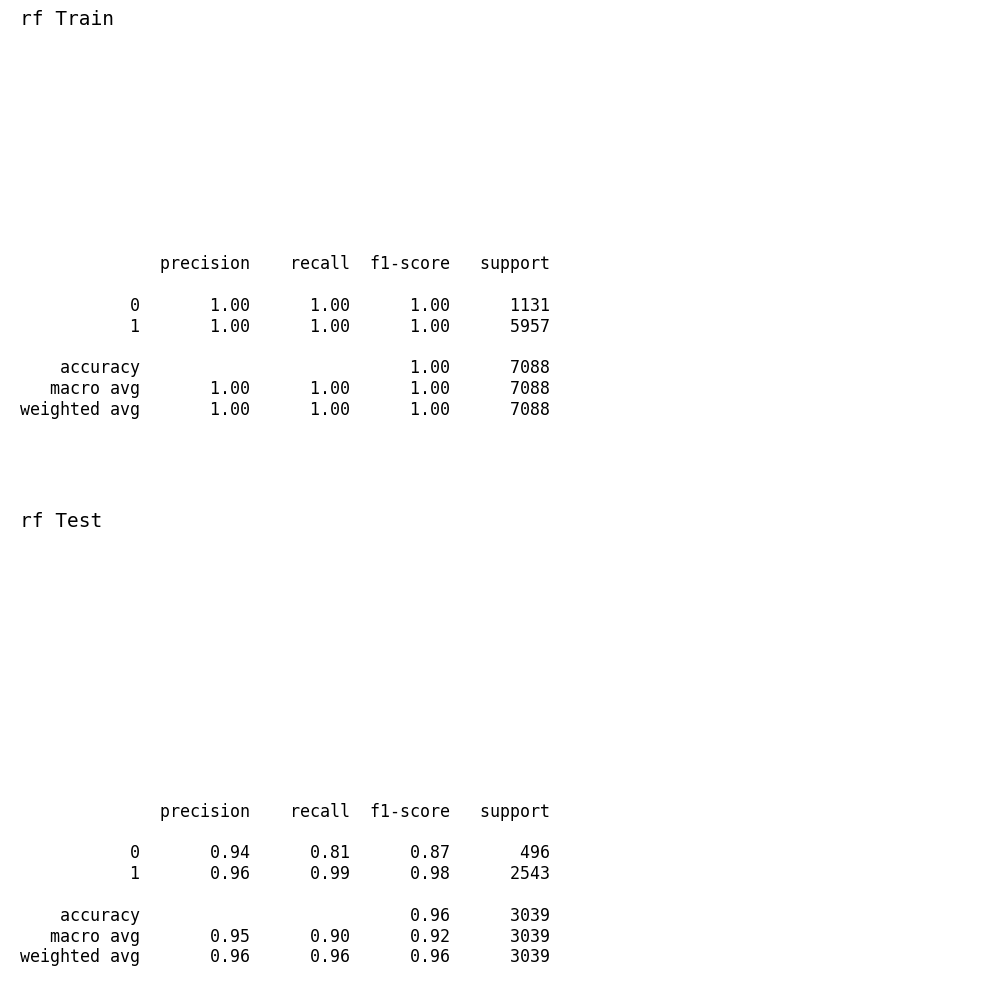 rf Train
precision recall f1-score support
0 1.00 1.00 1.00 1131
1 1.00 1.00 1.00 5957
accuracy 1.00 7088
macro avg 1.00 1.00 1.00 7088
weighted avg 1.00 1.00 1.00 7088
rf Test
precision recall f1-score support
0 0.94 0.81 0.87 496
1 0.96 0.99 0.98 2543
accuracy 0.96 3039
macro avg 0.95 0.90 0.92 3039
weighted avg 0.96 0.96 0.96 3039